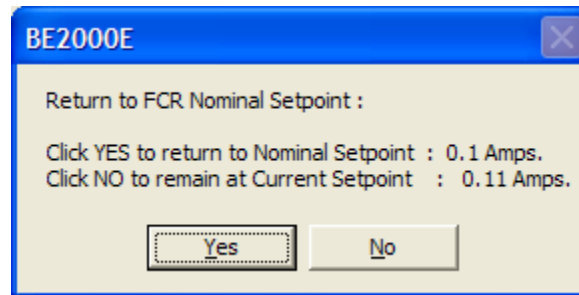 BE2000E
Return to FCR Nominal Setpoint :
Click YES to return to Nominal Setpoint : 0.1 Amps.
Click NO to remain at Current Setpoint : 0.11 Amps.
Yes
No